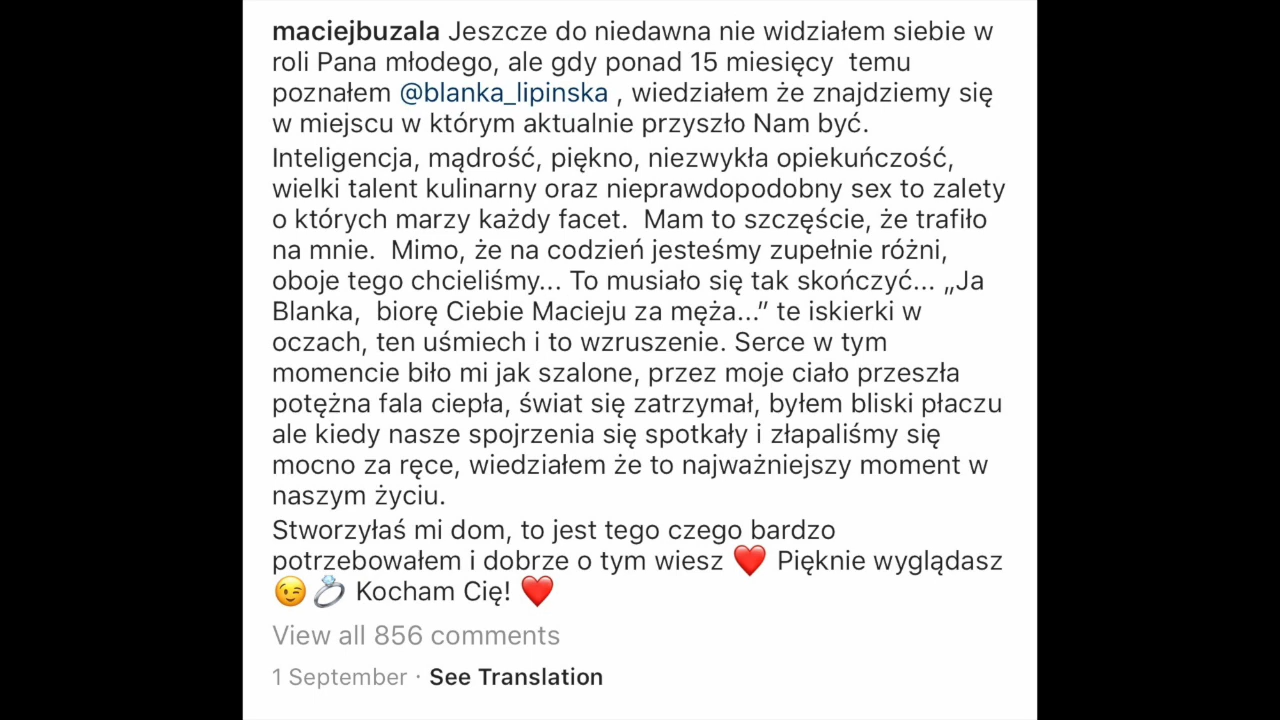 maciejbuzala Jeszcze do niedawna nie widziałem siebie w
roli Pana młodego, ale gdy ponad 15 miesięcy  temu
poznałem @blanka_lipinska , wiedziałem że znajdziemy się
w miejscu w którym aktualnie przyszło Nam być.
Inteligencja, mądrość, piękno, niezwykła opiekuńczość,
wielki talent kulinarny oraz nieprawdopodobny sex to zalety
o których marzy każdy facet.  Mam to szczęście, że trafiło
na mnie.  Mimo, że na codzień jesteśmy zupełnie różni,
oboje tego chcieliśmy... To musiało się tak skończyć... „Ja
Blanka,  biorę Ciebie Macieju za męża...” te iskierki w
oczach, ten uśmiech i to wzruszenie. Serce w tym
momencie biło mi jak szalone, przez moje ciało przeszła
potężna fala ciepła, świat się zatrzymał, byłem bliski płaczu
ale kiedy nasze spojrzenia się spotkały i złapaliśmy się
mocno za ręce, wiedziałem że to najważniejszy moment w
naszym życiu.
Stworzyłaś mi dom, to jest tego czego bardzo
potrzebowałem i dobrze o tym wiesz ❤️ Pięknie wyglądasz
😉💍 Kocham Cię! ❤️
View all 856 comments
1 September · See Translation